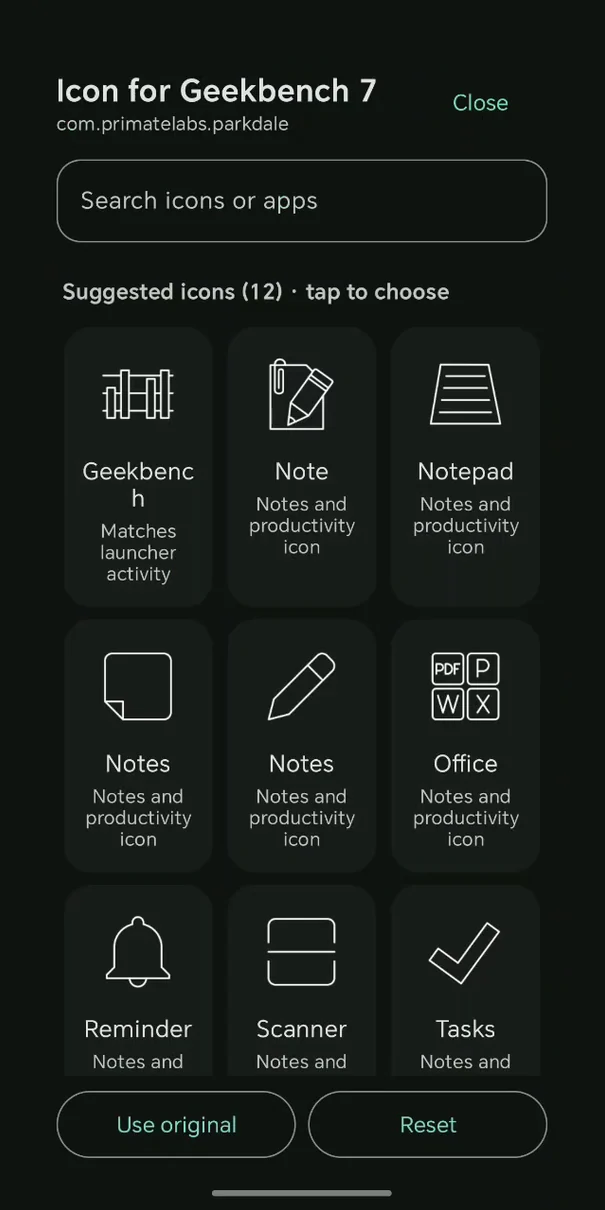 Icon for Geekbench 7
Close
com.primatelabs.parkdale
Search icons or apps
Suggested icons (12) · tap to choose
Geekbenc
h
Matches
launcher
activity
Note
Notes and
productivity
icon
Notepad
Notes and
productivity
icon
Notes
Notes and
productivity
icon
Notes
Notes and
productivity
icon
PDF P
W X
Office
Notes and
productivity
icon
Reminder
Notes and
Scanner
Notes and
Tasks
Notes and
Use original
Reset